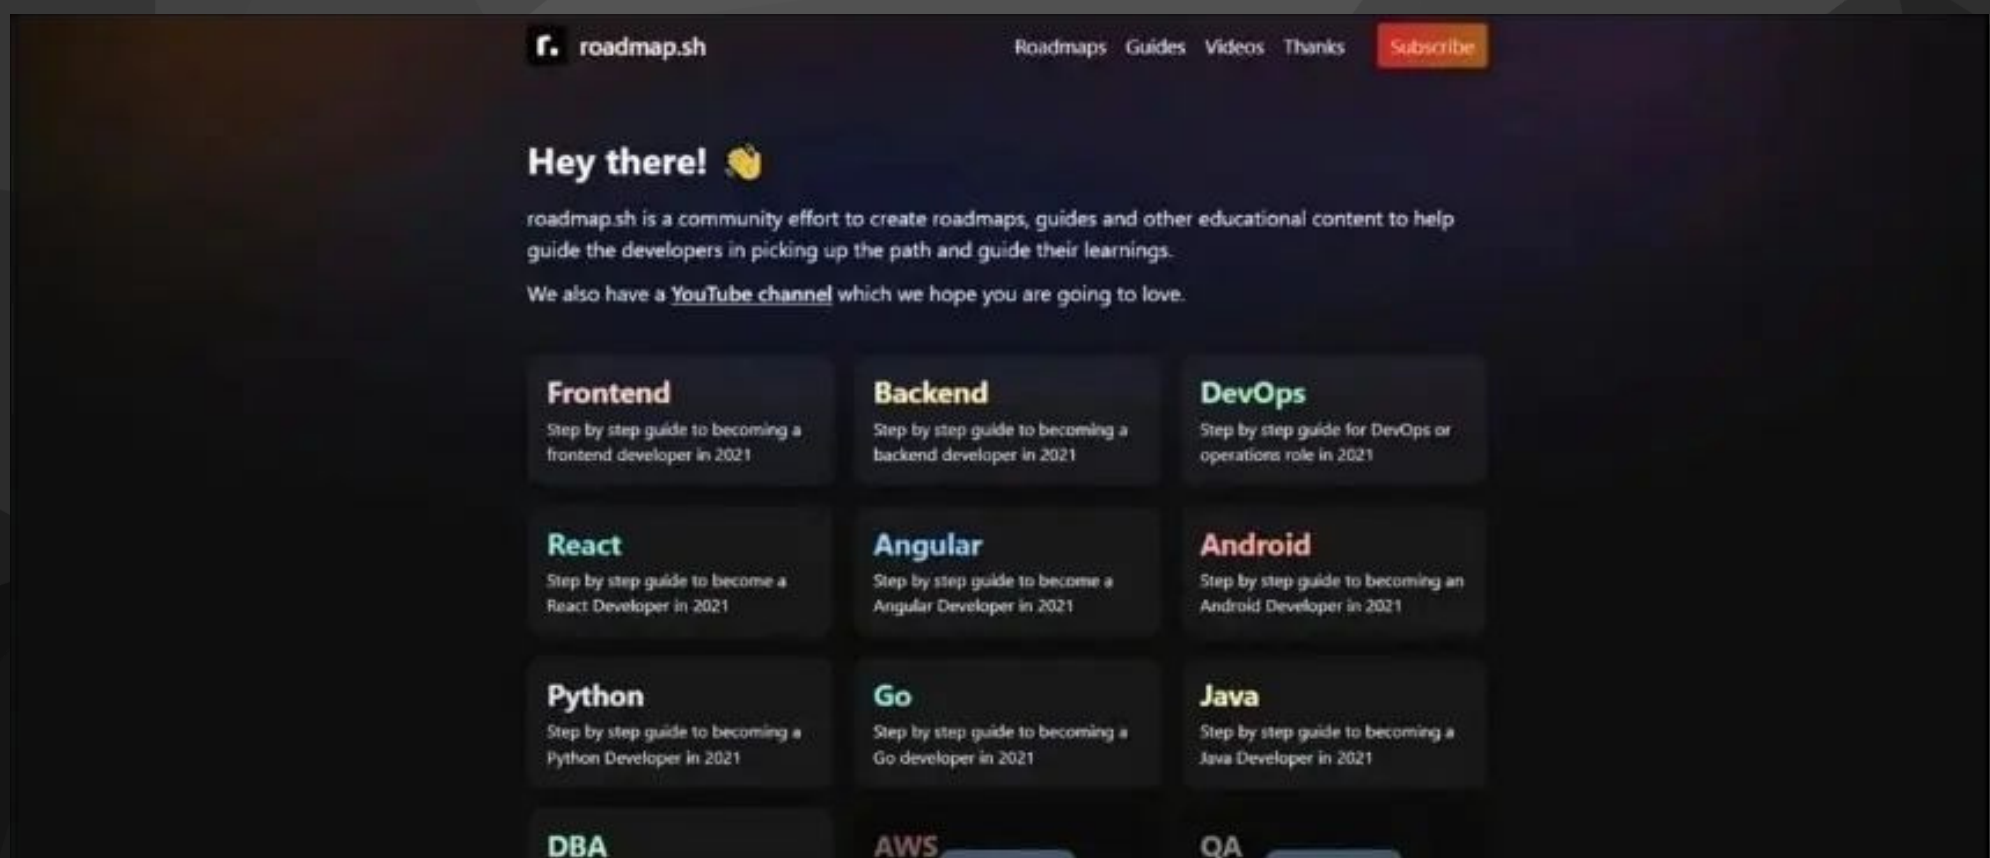 r. roadmap.sh
Roadmaps Guides Videos Thanks Subscribe
Hey there!
roadmap.sh is a community effort to create roadmaps, guides and other educational content to help
guide the developers in picking up the path and guide their learnings.
We also have a YouTube channel which we hope you are going to love.
Frontend
Step by step guide to becoming a
frontend developer in 2021
Backend
Step by step guide to becoming a
backend developer in 2021
DevOps
Step by step guide for DevOps or
operations role in 2021
React
Step by step guide to become a
React Developer in 2021
Angular
Step by step guide to become a
Angular Developer in 2021
Android
Step by step guide to becoming an
Android Developer in 2021
Python
Step by step guide to becoming a
Python Developer in 2021
Go
Step by step guide to becoming a
Go developer in 2021
Java
Step by step guide to becoming a
Java Developer in 2021
DBA
AWS
QA